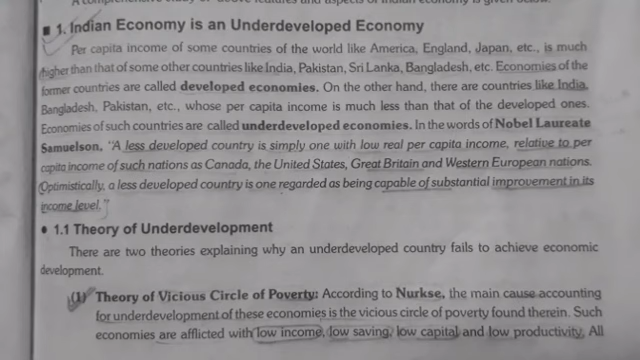 ■ 1. Indian Economy is an Underdeveloped Economy
Per capita income of some countries of the world like America, England, Japan, etc., is much
higher than that of some other countries like India, Pakistan, Sri Lanka, Bangladesh, etc. Economies of the
former countries are called developed economies. On the other hand, there are countries like India,
Bangladesh, Pakistan, etc., whose per capita income is much less than that of the developed ones.
Economies of such countries are called underdeveloped economies. In the words of Nobel Laureate
Samuelson, "A less developed country is simply one with low real per capita income, relative to per
capita income of such nations as Canada, the United States, Great Britain and Western European nations.
Optimistically, a less developed country is one regarded as being capable of substantial improvement in its
income level."
• 1.1 Theory of Underdevelopment
There are two theories explaining why an underdeveloped country fails to achieve economic
development.
(1) Theory of Vicious Circle of Poverty: According to Nurkse, the main cause accounting
for underdevelopment of these economies is the vicious circle of poverty found therein. Such
economies are afflicted with low income, low saving, low capital and low productivity. All